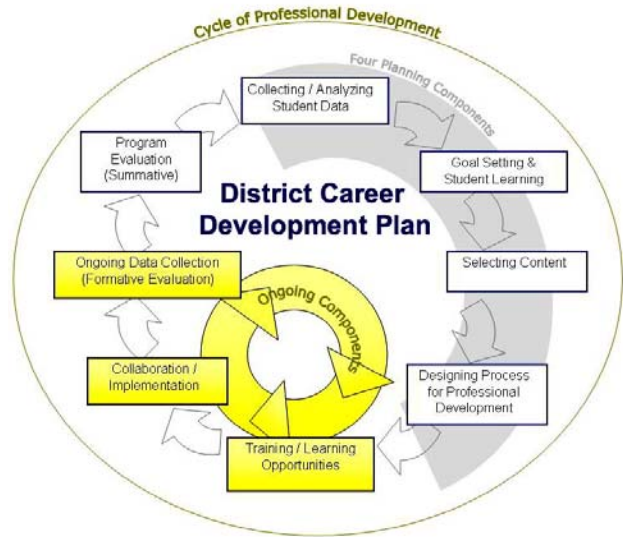 Cycle of Professional Development
Four Planning Components
Collecting / Analyzing
Student Data
Goal Setting &
Student Learning
Selecting Content
Designing Process
for Professional
Development
Training / Learning
Opportunities
Collaboration /
Implementation
Ongoing Data Collection
(Formative Evaluation)
Program
Evaluation
(Summative)
District Career
Development Plan
Ongoing Components